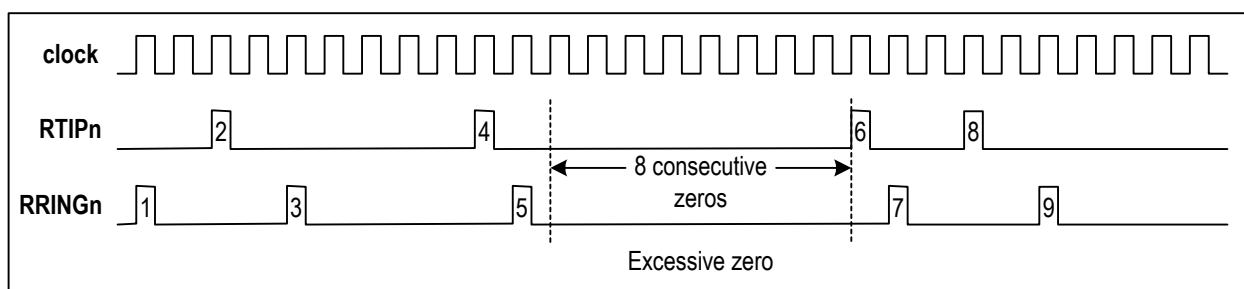 clock
RTIPn
2
4
6
8
8 consecutive
zeros
RRINGn
1
3
5
7
9
Excessive zero